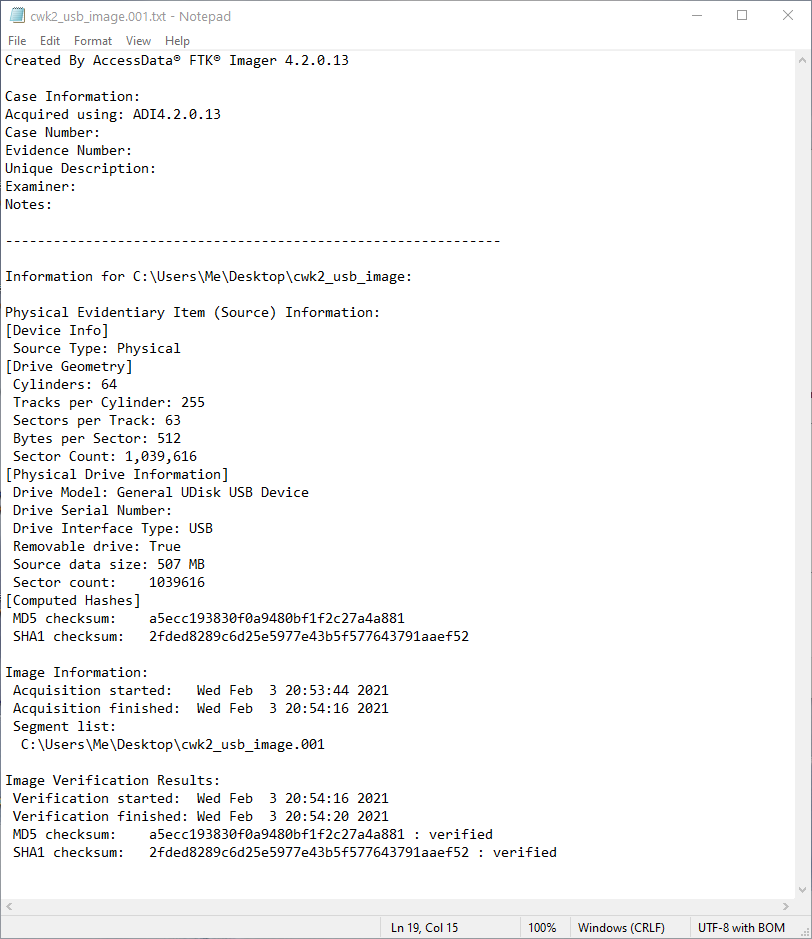 cwk2_usb_image.001.txt - Notepad
File Edit Format View Help
Created By AccessData® FTK® Imager 4.2.0.13
Case Information:
Acquired using: ADI4.2.0.13
Case Number:
Evidence Number:
Unique Description:
Examiner:
Notes:
--------------------------------------------------------------
Information for C:\Users\Me\Desktop\cwk2_usb_image:
Physical Evidentiary Item (Source) Information:
[Device Info]
Source Type: Physical
[Drive Geometry]
Cylinders: 64
Tracks per Cylinder: 255
Sectors per Track: 63
Bytes per Sector: 512
Sector Count: 1,039,616
[Physical Drive Information]
Drive Model: General UDisk USB Device
Drive Serial Number:
Drive Interface Type: USB
Removable drive: True
Source data size: 507 MB
Sector count:    1039616
[Computed Hashes]
MD5 checksum:    a5ecc193830f0a9480bf1f2c27a4a881
SHA1 checksum:   2fded8289c6d25e5977e43b5f577643791aaef52
Image Information:
Acquisition started:   Wed Feb  3 20:53:44 2021
Acquisition finished:  Wed Feb  3 20:54:16 2021
Segment list:
C:\Users\Me\Desktop\cwk2_usb_image.001
Image Verification Results:
Verification started:  Wed Feb  3 20:54:16 2021
Verification finished: Wed Feb  3 20:54:20 2021
MD5 checksum:    a5ecc193830f0a9480bf1f2c27a4a881 : verified
SHA1 checksum:   2fded8289c6d25e5977e43b5f577643791aaef52 : verified
Ln 19, Col 15 100% Windows (CRLF) UTF-8 with BOM